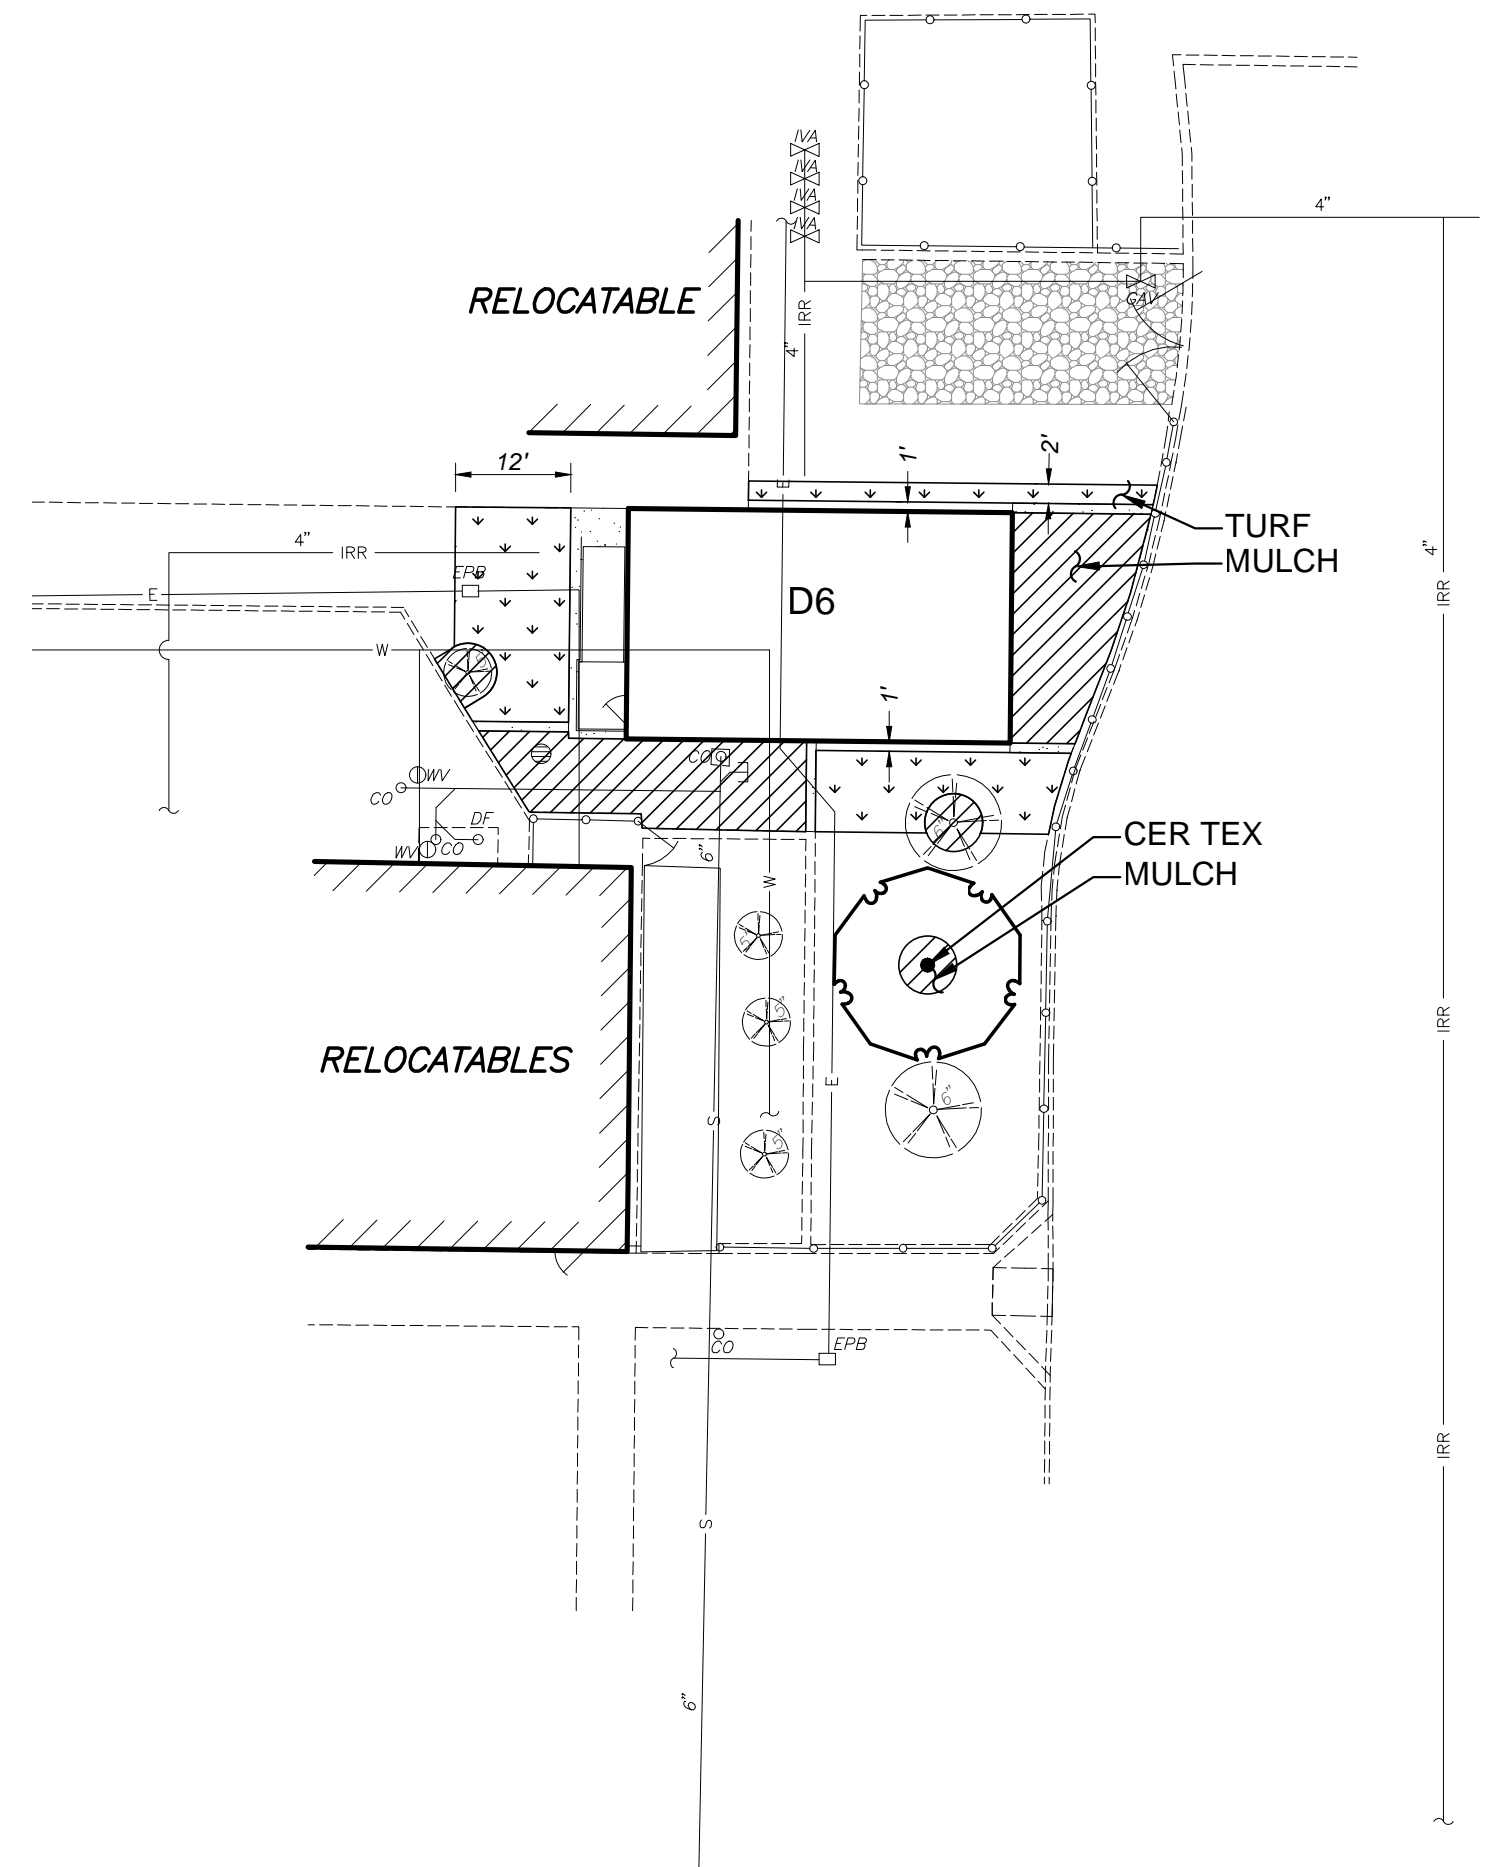 IVA
IVA
IVA
IVA
4"
GAV
RELOCATABLE
IRR
4"
12'
1'
2'
E
TURF
MULCH
4"
IRR
4"
IRR
EPB
E
D6
W
6"
1'
CO
WV
CO
DF
WV
CO
6"
6"
CER TEX
MULCH
W
5"
5"
IRR
RELOCATABLES
E
6"
S
5"
CO
EPB
IRR
S
6"